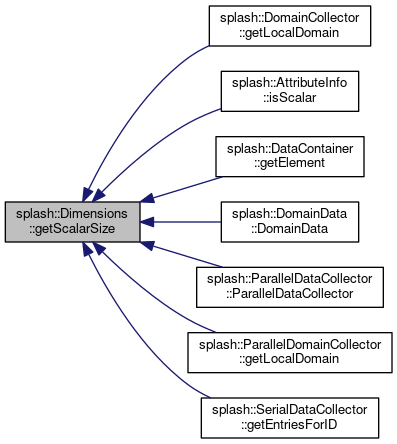 splash::DomainCollector
::getLocalDomain
splash::AttributeInfo
::isScalar
splash::DataContainer
::getElement
splash::Dimensions
::getScalarSize
splash::DomainData
::DomainData
splash::ParallelDataCollector
::ParallelDataCollector
splash::ParallelDomainCollector
::getLocalDomain
splash::SerialDataCollector
::getEntriesForID